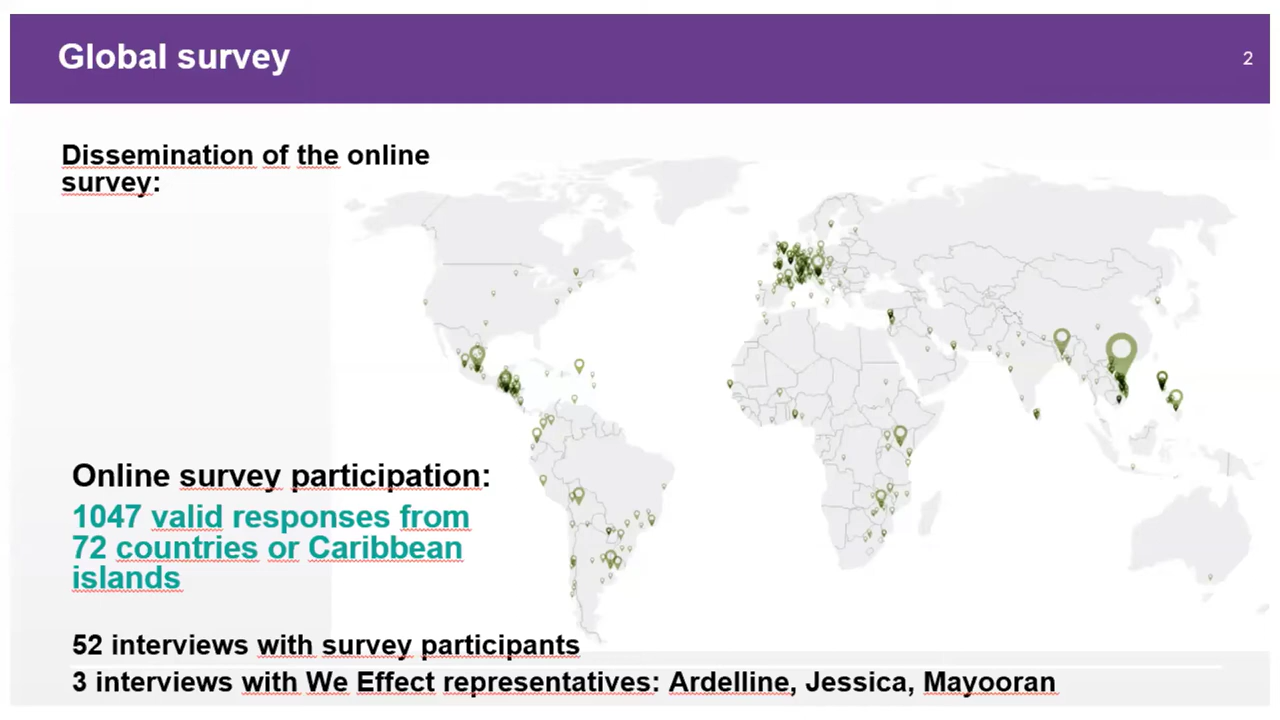 Global survey
2
Dissemination of the online
survey:
Online survey participation:
1047 valid responses from
72 countries or Caribbean
islands
52 interviews with survey participants
3 interviews with We Effect representatives: Ardelline, Jessica, Mayooran